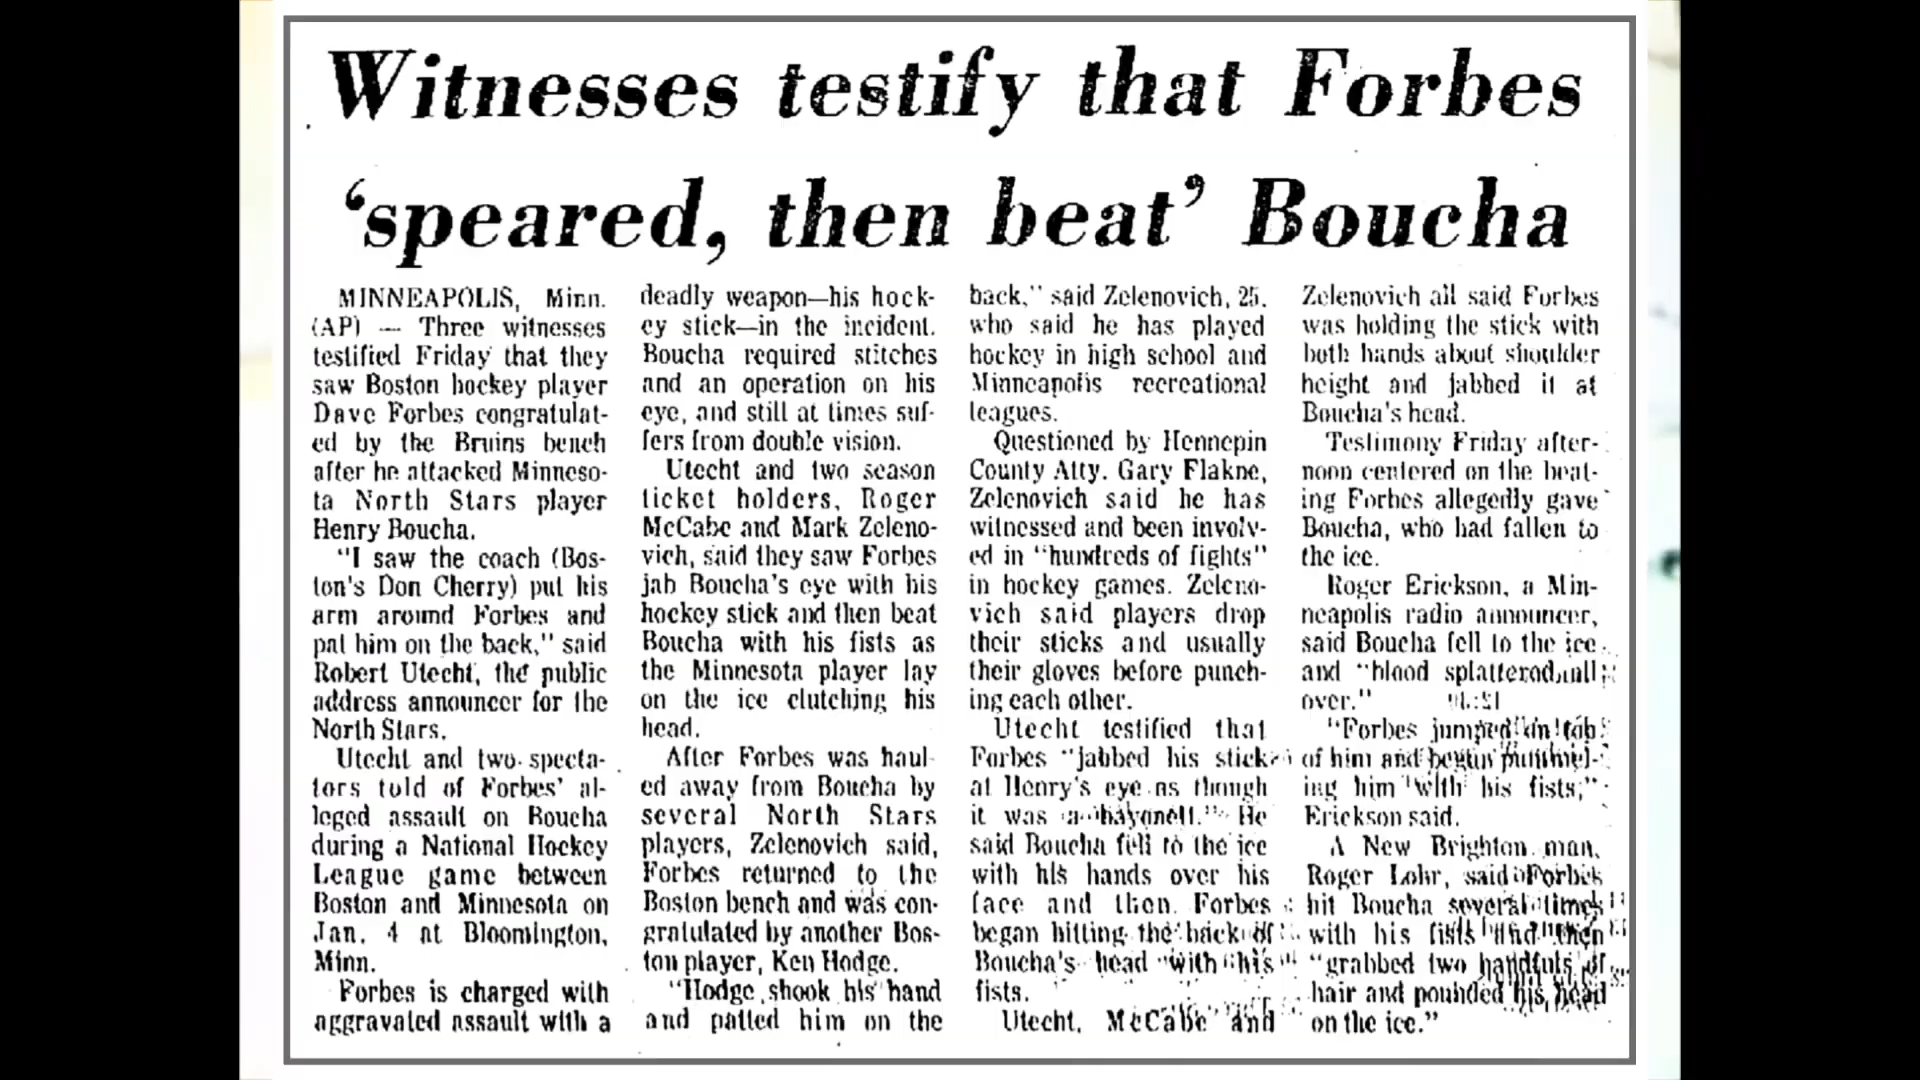 Witnesses testify that Forbes
‘speared, then beat’ Boucha
MINNEAPOLIS, Minn.
(AP) — Three witnesses
testified Friday that they
saw Boston hockey player
Dave Forbes congratulat-
ed by the Bruins bench
after he attacked Minneso-
ta North Stars player
Henry Boucha.
"I saw the coach (Bos-
ton's Don Cherry) put his
arm around Forbes and
pat him on the back," said
Robert Utecht, the public
address announcer for the
North Stars.
Utecht and two specta-
tors told of Forbes' al-
leged assault on Boucha
during a National Hockey
League game between
Boston and Minnesota on
Jan. 4 at Bloomington,
Minn.
Forbes is charged with
aggravated assault with a
deadly weapon—his hock-
ey stick—in the incident.
Boucha required stitches
and an operation on his
eye, and still at times suf-
fers from double vision.
Utecht and two season
ticket holders, Roger
McCabe and Mark Zeleno-
vich, said they saw Forbes
jab Boucha's eye with his
hockey stick and then beat
Boucha with his fists as
the Minnesota player lay
on the ice clutching his
head.
After Forbes was haul-
ed away from Boucha by
several North Stars
players, Zelenovich said,
Forbes returned to the
Boston bench and was con-
gratulated by another Bos-
ton player, Ken Hodge.
"Hodge shook his hand
and patted him on the
back," said Zelenovich, 25,
who said he has played
hockey in high school and
Minneapolis recreational
leagues.
Questioned by Hennepin
County Atty. Gary Flakne,
Zelenovich said he has
witnessed and been involv-
ed in "hundreds of fights"
in hockey games. Zeleno-
vich said players drop
their sticks and usually
their gloves before punch-
ing each other.
Utecht testified that
Forbes "jabbed his stick
at Henry's eye as though
it was a bayonett." He
said Boucha fell to the ice
with his hands over his
face and then Forbes
began hitting the back of
Boucha's head with his
fists.
Utecht, McCabe and
Zelenovich all said Forbes
was holding the stick with
both hands about shoulder
height and jabbed it at
Boucha's head.
Testimony Friday after-
noon centered on the beat-
ing Forbes allegedly gave
Boucha, who had fallen to
the ice.
Roger Erickson, a Min-
neapolis radio announcer,
said Boucha fell to the ice
and "blood splattered all
over."
"Forbes jumped on top
of him and begun pummel-
ing him with his fists,"
Erickson said.
A New Brighton man,
Roger Lohr, said Forbes
hit Boucha several times
with his fists and then
"grabbed two handfuls of
hair and pounded his head
on the ice."